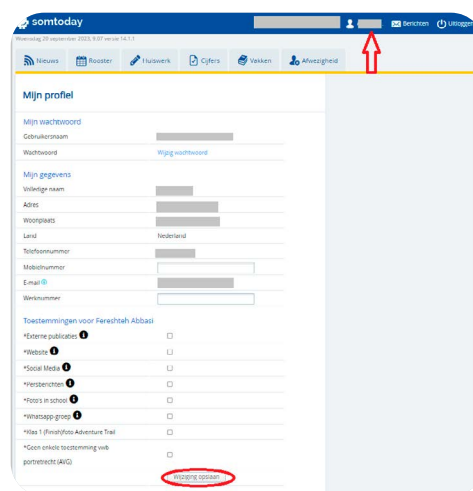 somtoday
Berichten Uitloggen
Woensdag 20 september 2023, 9.07 versie 14.1.1
Nieuws Rooster Huiswerk Cijfers Vakken Afwezigheid
Mijn profiel
Mijn wachtwoord
Gebruikersnaam
Wachtwoord Wijzig wachtwoord
Mijn gegevens
Volledige naam
Adres
Woonplaats
Land Nederland
Telefoonnummer
Mobielnummer
E-mail
Werknummer
Toestemmingen voor Fereshteh Abbasi
*Externe publicaties
*Website
*Social Media
*Persberichten
*Foto's in school
*Whatsapp-groep
*Klas 1 (Finish)foto Adventure Trail
*Geen enkele toestemming vwb
portretrecht (AVG)
Wijziging opslaan